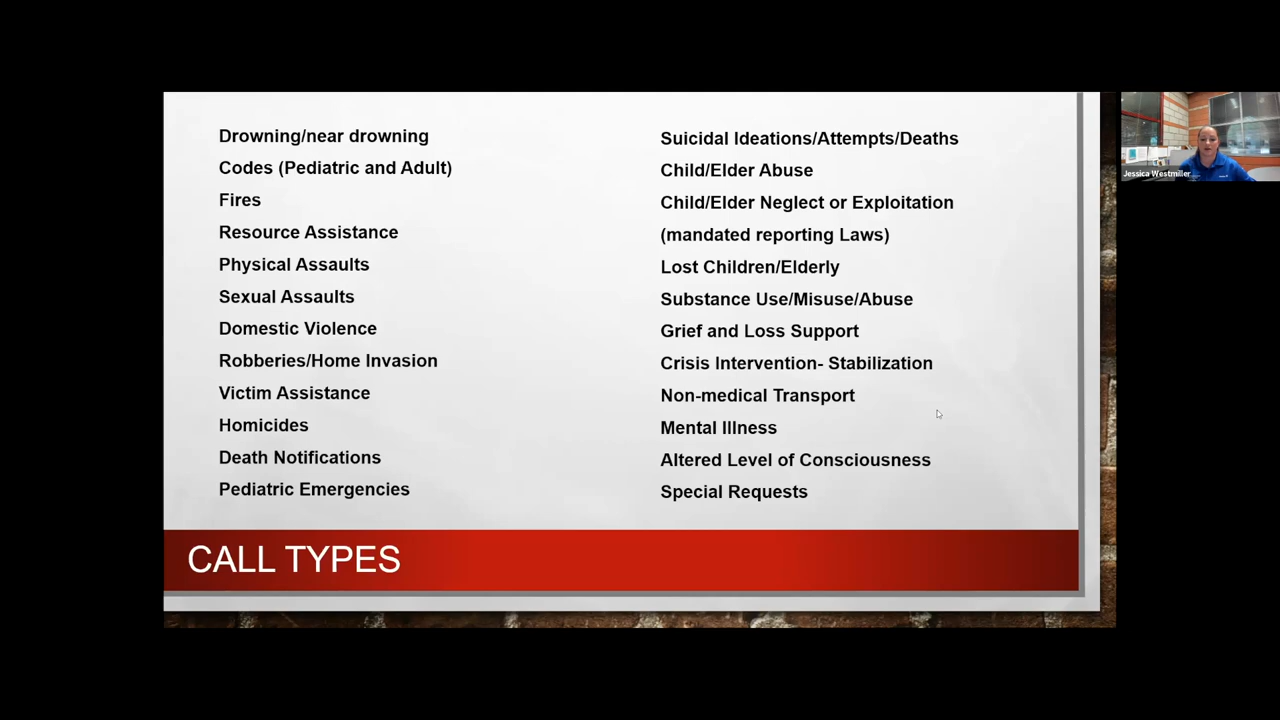 Drowning/near drowning
Codes (Pediatric and Adult)
Fires
Resource Assistance
Physical Assaults
Sexual Assaults
Domestic Violence
Robberies/Home Invasion
Victim Assistance
Homicides
Death Notifications
Pediatric Emergencies
Suicidal Ideations/Attempts/Deaths
Child/Elder Abuse
Child/Elder Neglect or Exploitation
(mandated reporting Laws)
Lost Children/Elderly
Substance Use/Misuse/Abuse
Grief and Loss Support
Crisis Intervention- Stabilization
Non-medical Transport
Mental Illness
Altered Level of Consciousness
Special Requests
CALL TYPES
Jessica Westmiller